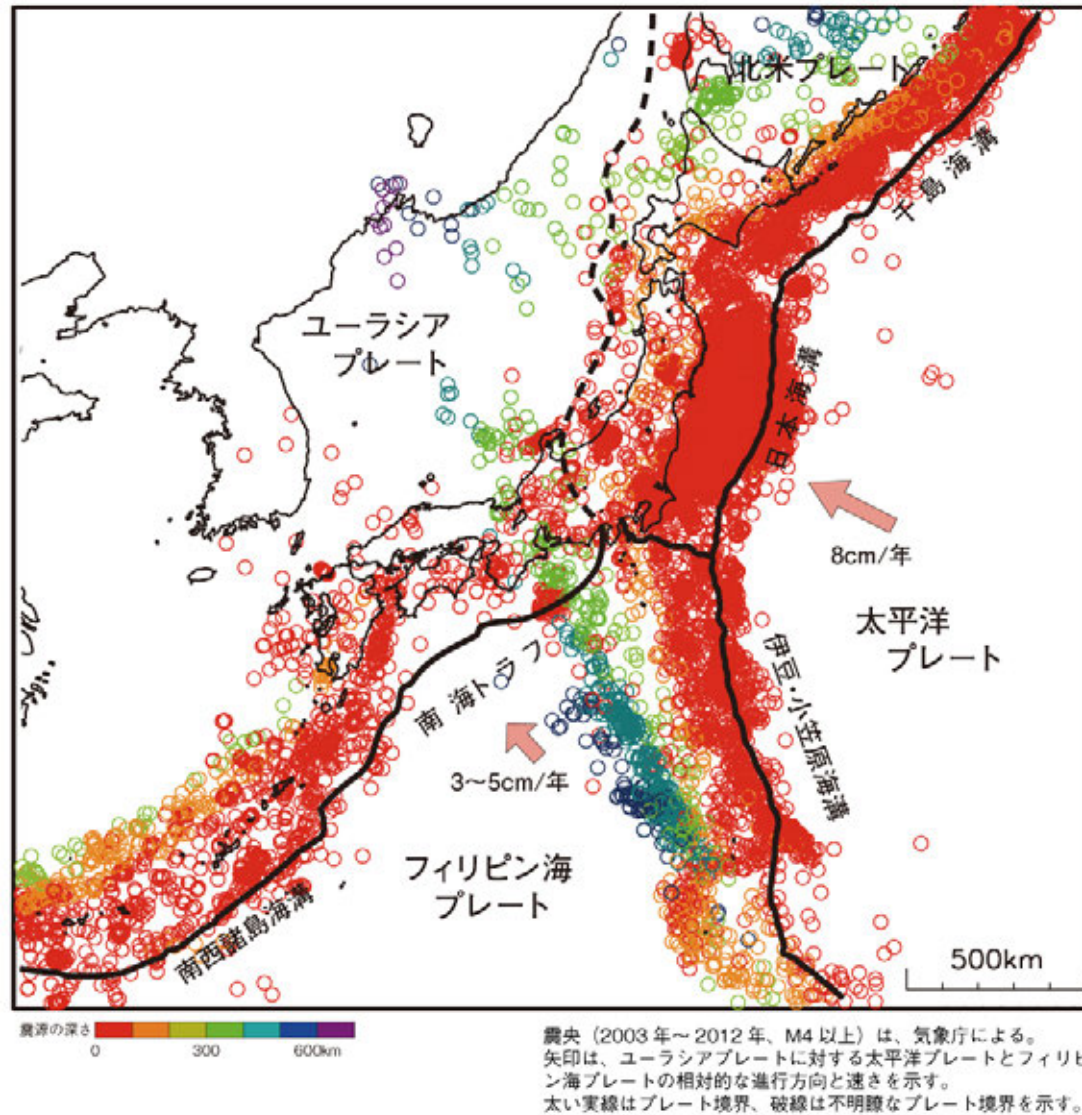 北米プレート
千島海溝
ユーラシア
プレート
日本海溝
8cm/年
太平洋
プレート
伊豆・小笠原海溝
南海トラフ
3～5cm/年
フィリピン海
プレート
南西諸島海溝
500km
震源の深さ
0 300 600km
震央（2003年～2012年、M4以上）は、気象庁による。
矢印は、ユーラシアプレートに対する太平洋プレートとフィリピ
ン海プレートの相対的な進行方向と速さを示す。
太い実線はプレート境界、破線は不明瞭なプレート境界を示す。